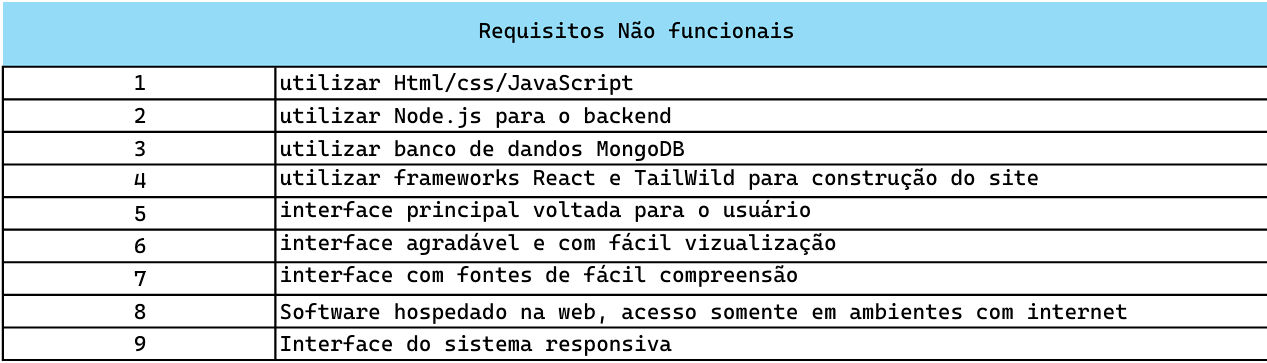 Requisitos Não funcionais
1 utilizar Html/css/JavaScript
2 utilizar Node.js para o backend
3 utilizar banco de dandos MongoDB
4 utilizar frameworks React e TailWild para construção do site
5 interface principal voltada para o usuário
6 interface agradável e com fácil vizualização
7 interface com fontes de fácil compreensão
8 Software hospedado na web, acesso somente em ambientes com internet
9 Interface do sistema responsiva